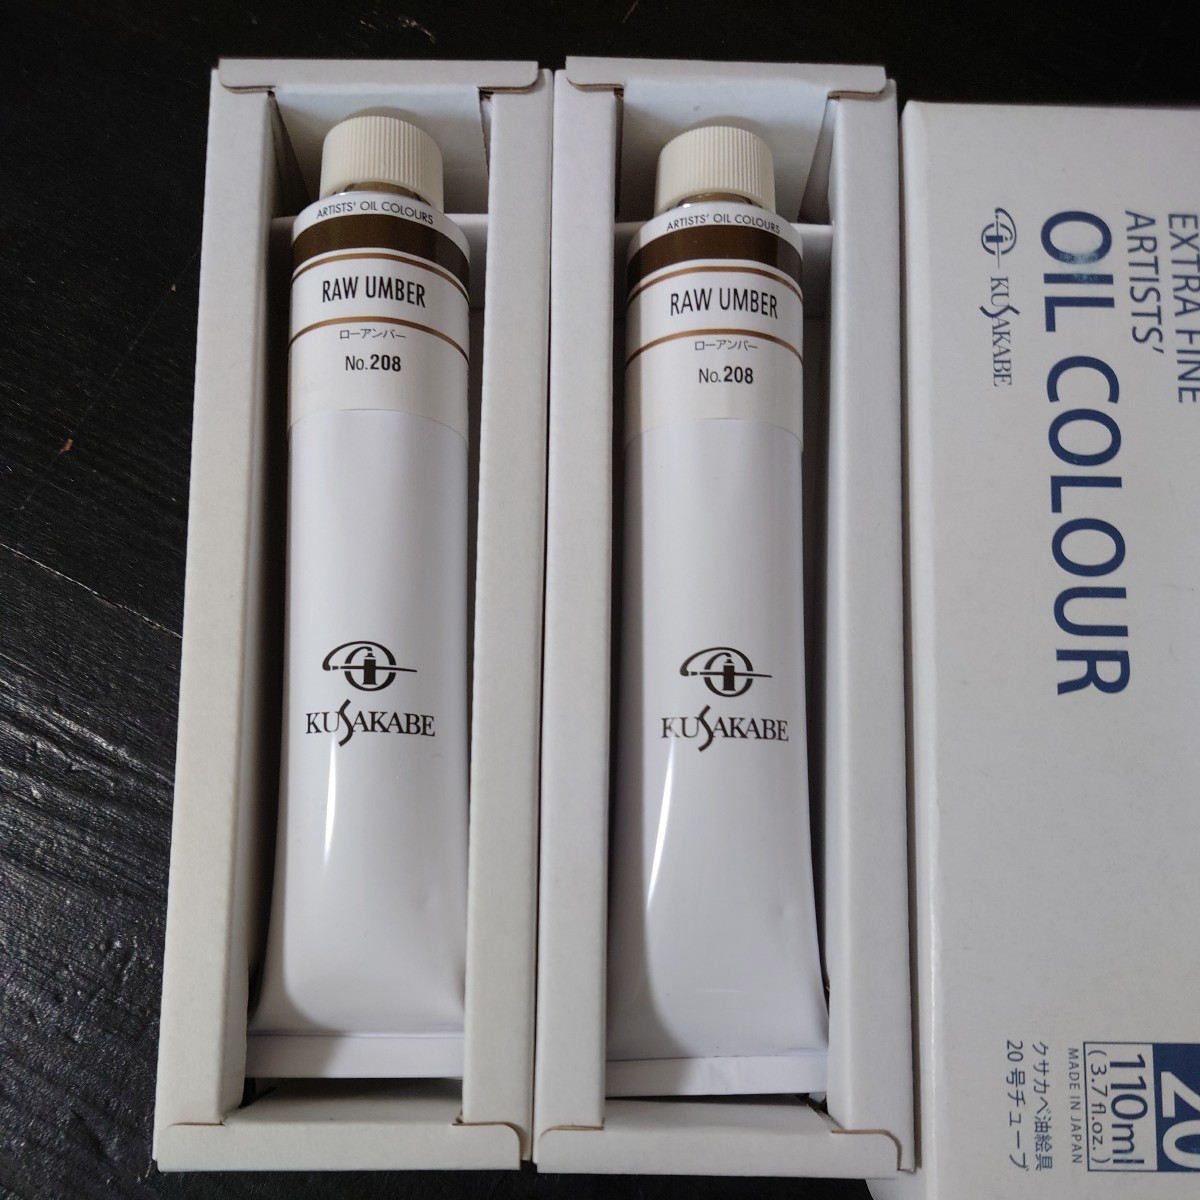 ARTISTS' OIL COLOURS
RAW UMBER
ローアンバー
No.208
KUSAKABE
ARTISTS' OIL COLOURS
RAW UMBER
ローアンバー
No.208
KUSAKABE
EXTRA FINE
ARTISTS'
OIL COLOUR
KUSAKABE
20
110ml
(3.7 fl.oz.)
MADE IN JAPAN
クサカベ油絵具
20号チューブ